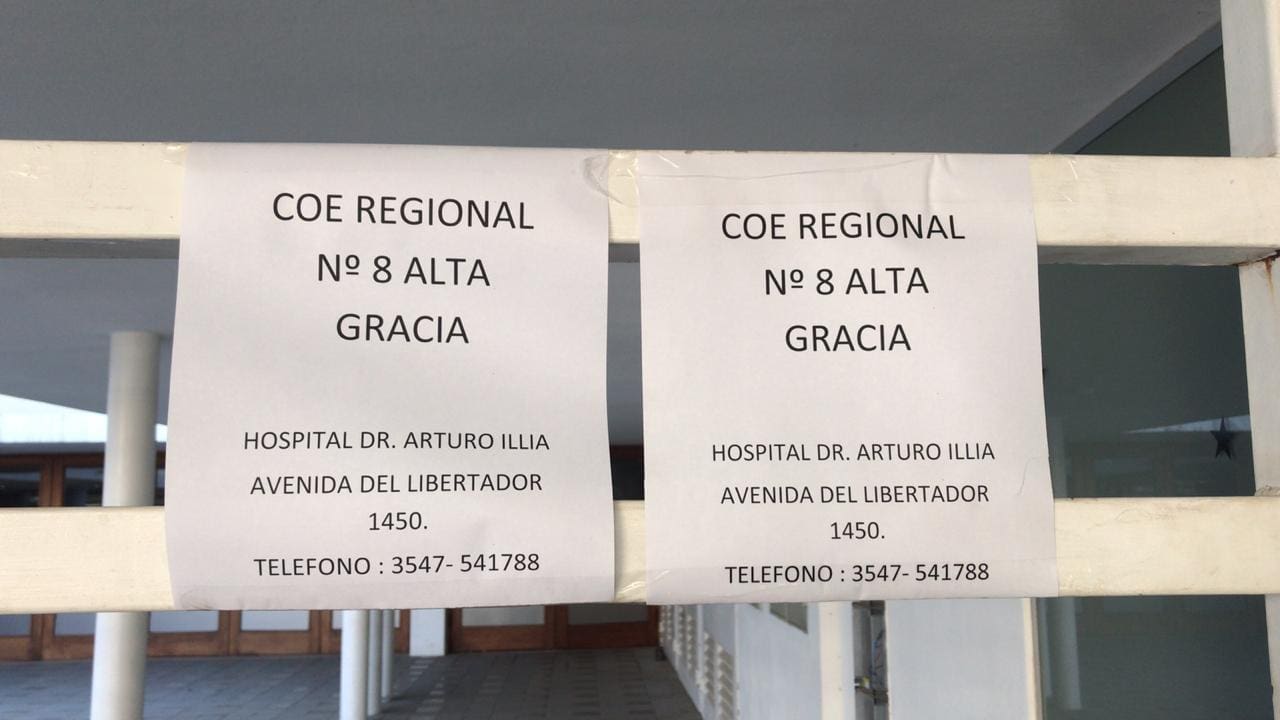 COE REGIONAL
Nº 8 ALTA
GRACIA
HOSPITAL DR. ARTURO ILLIA
AVENIDA DEL LIBERTADOR
1450.
TELEFONO : 3547- 541788
COE REGIONAL
Nº 8 ALTA
GRACIA
HOSPITAL DR. ARTURO ILLIA
AVENIDA DEL LIBERTADOR
1450.
TELEFONO : 3547- 541788